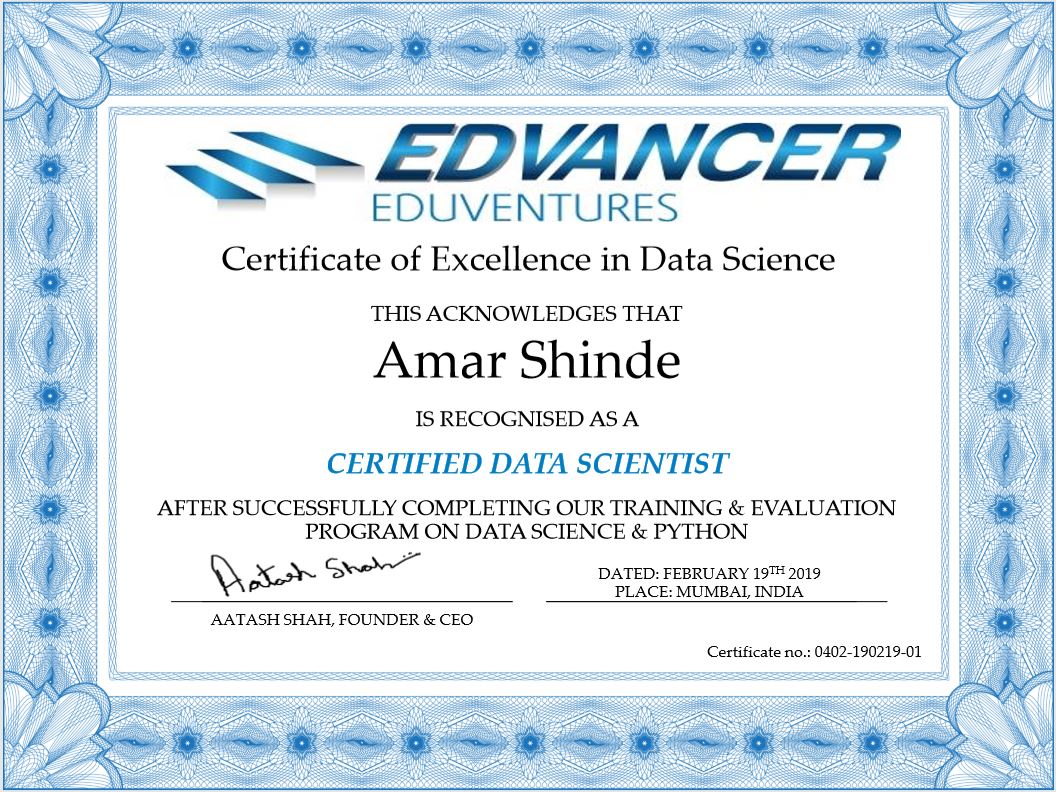 EDVANCER
EDUVENTURES
Certificate of Excellence in Data Science
THIS ACKNOWLEDGES THAT
Amar Shinde
IS RECOGNISED AS A
CERTIFIED DATA SCIENTIST
AFTER SUCCESSFULLY COMPLETING OUR TRAINING & EVALUATION
PROGRAM ON DATA SCIENCE & PYTHON
Aatash Shah
DATED: FEBRUARY 19TH 2019
PLACE: MUMBAI, INDIA
AATASH SHAH, FOUNDER & CEO
Certificate no.: 0402-190219-01